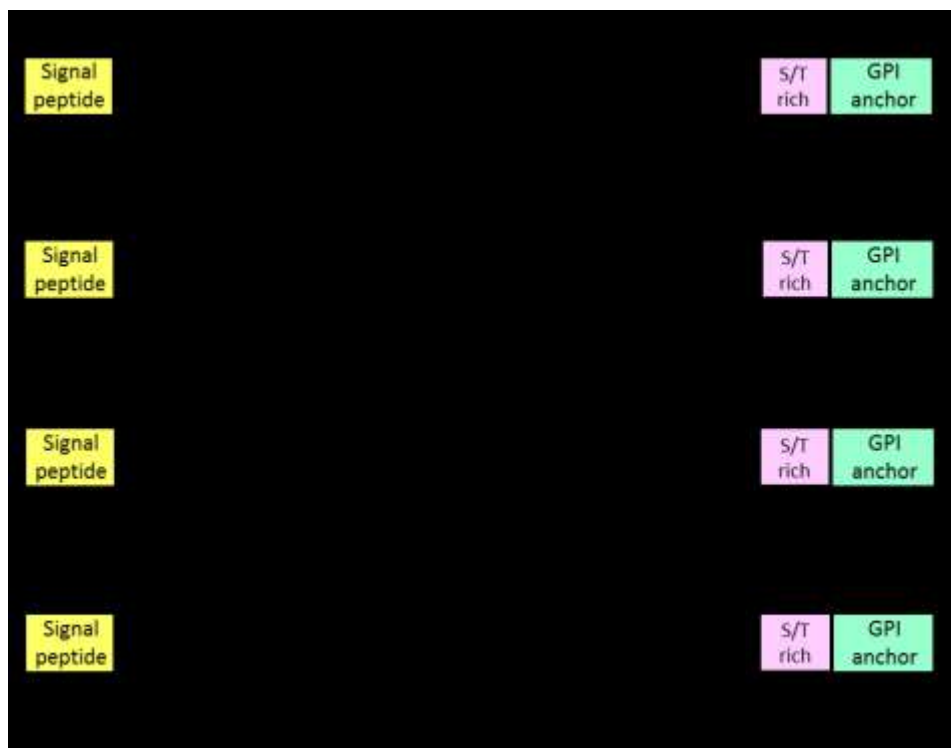 Signal
peptide
S/T
rich
GPI
anchor
Signal
peptide
S/T
rich
GPI
anchor
Signal
peptide
S/T
rich
GPI
anchor
Signal
peptide
S/T
rich
GPI
anchor